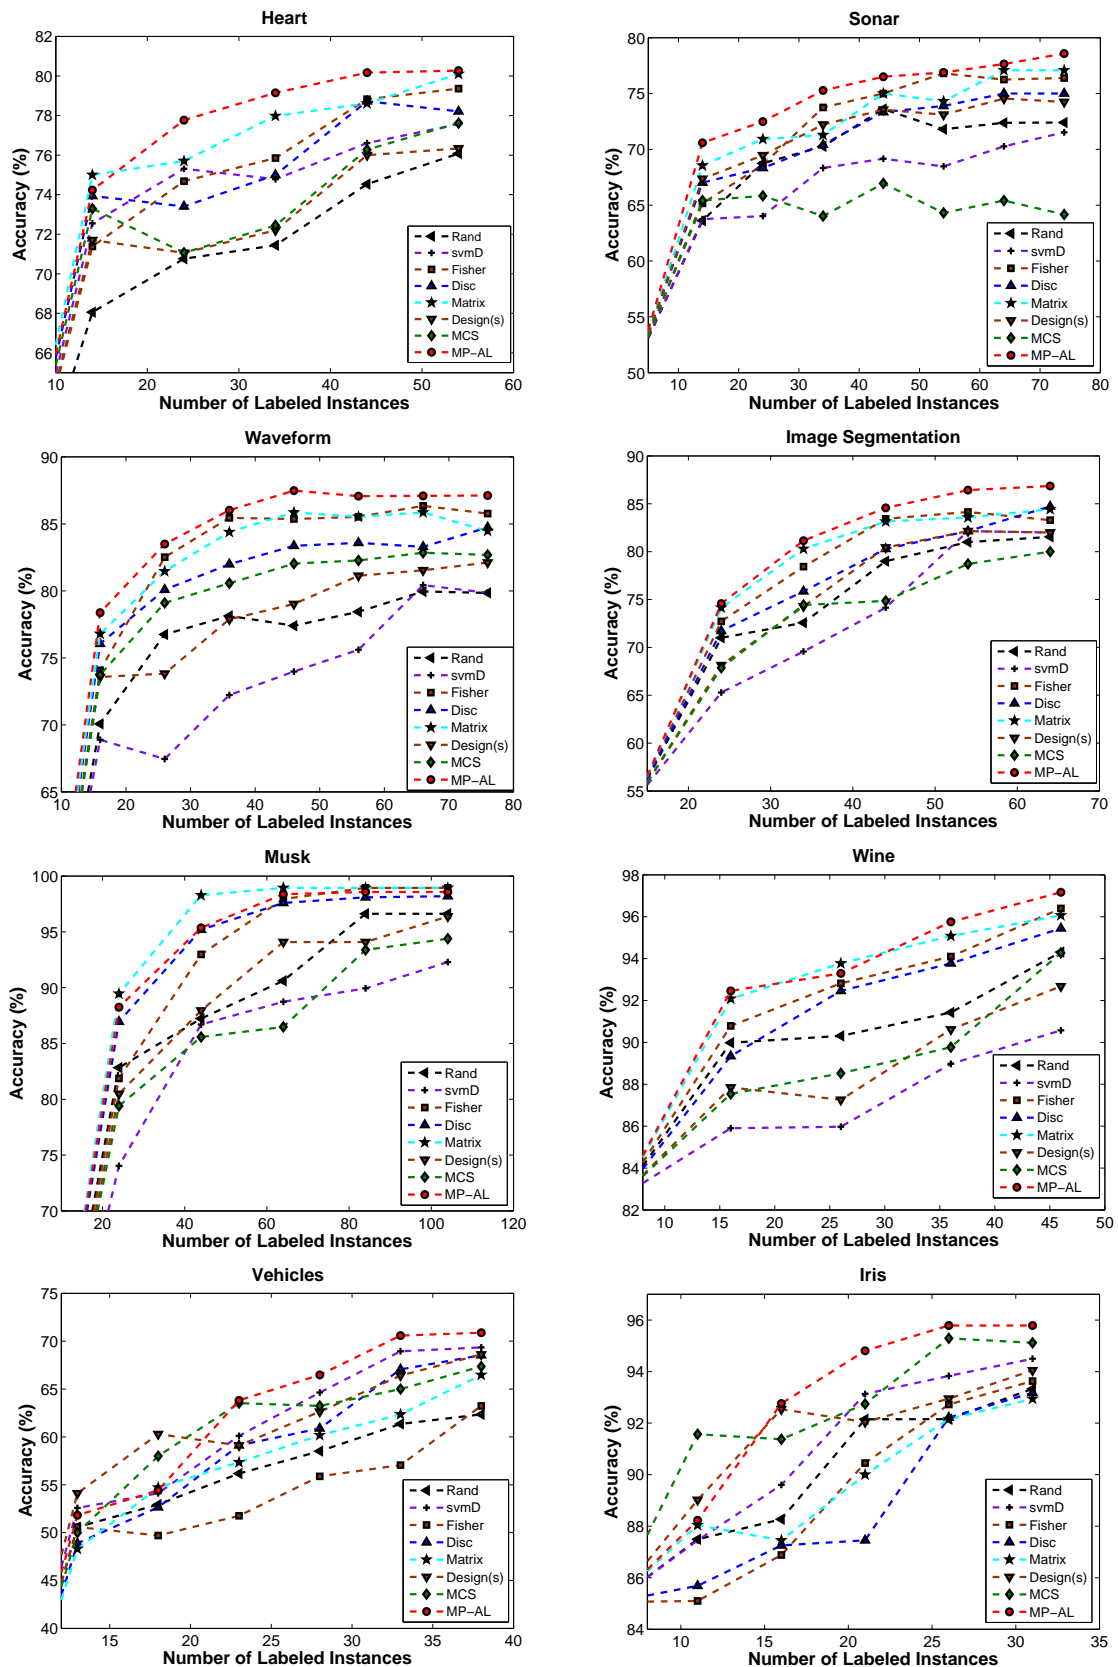 Heart
Accuracy (%)
82
80
78
76
74
72
70
68
66
10 20 30 40 50 60
Number of Labeled Instances
Rand
svmD
Fisher
Disc
Matrix
Design(s)
MCS
MP−AL
Sonar
Accuracy (%)
80
75
70
65
60
55
50
10 20 30 40 50 60 70 80
Number of Labeled Instances
Rand
svmD
Fisher
Disc
Matrix
Design(s)
MCS
MP−AL
Waveform
Accuracy (%)
90
85
80
75
70
65
10 20 30 40 50 60 70 80
Number of Labeled Instances
Rand
svmD
Fisher
Disc
Matrix
Design(s)
MCS
MP−AL
Image Segmentation
Accuracy (%)
90
85
80
75
70
65
60
55
20 30 40 50 60 70
Number of Labeled Instances
Rand
svmD
Fisher
Disc
Matrix
Design(s)
MCS
MP−AL
Musk
Accuracy (%)
100
95
90
85
80
75
70
20 40 60 80 100 120
Number of Labeled Instances
Rand
svmD
Fisher
Disc
Matrix
Design(s)
MCS
MP−AL
Wine
Accuracy (%)
98
96
94
92
90
88
86
84
82
10 15 20 25 30 35 40 45 50
Number of Labeled Instances
Rand
svmD
Fisher
Disc
Matrix
Design(s)
MCS
MP−AL
Vehicles
Accuracy (%)
75
70
65
60
55
50
45
40
15 20 25 30 35 40
Number of Labeled Instances
Rand
svmD
Fisher
Disc
Matrix
Design(s)
MCS
MP−AL
Iris
Accuracy (%)
96
94
92
90
88
86
84
10 15 20 25 30 35
Number of Labeled Instances
Rand
svmD
Fisher
Disc
Matrix
Design(s)
MCS
MP−AL